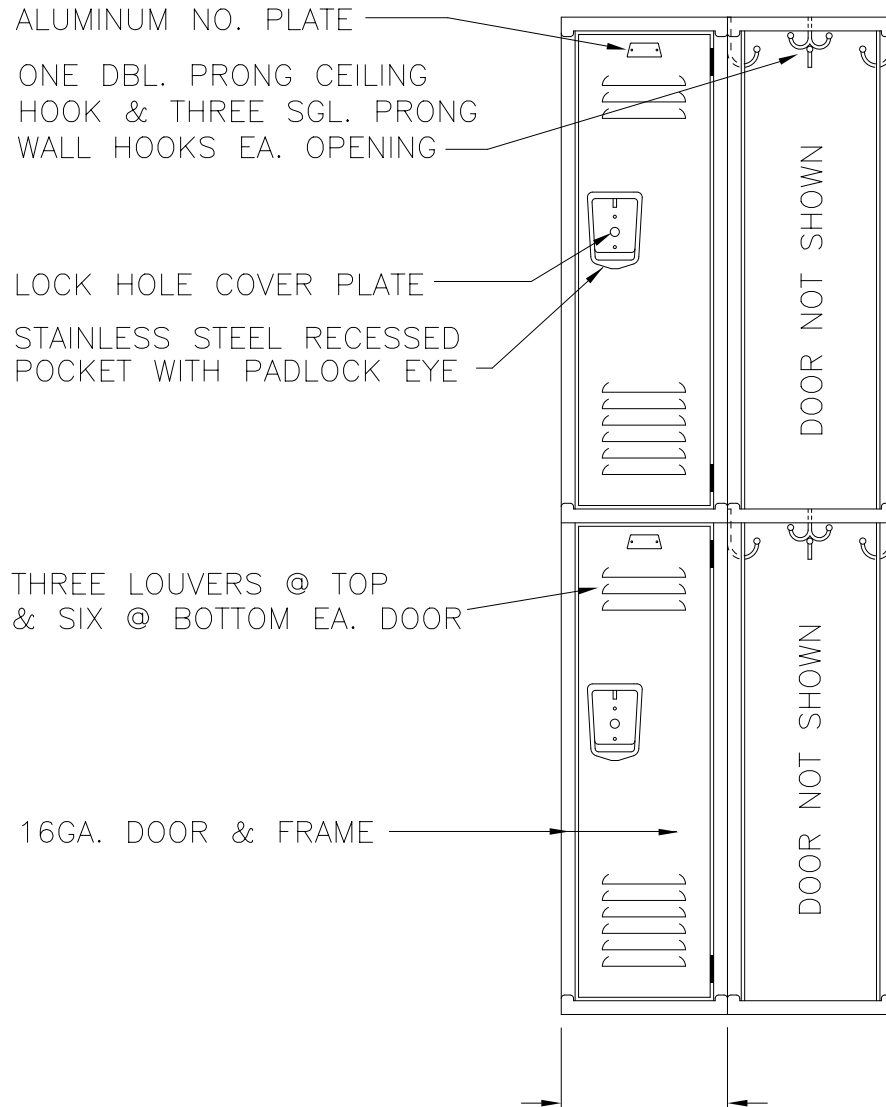 ALUMINUM NO. PLATE
ONE DBL. PRONG CEILING
HOOK & THREE SGL. PRONG
WALL HOOKS EA. OPENING
LOCK HOLE COVER PLATE
STAINLESS STEEL RECESSED
POCKET WITH PADLOCK EYE
THREE LOUVERS @ TOP
& SIX @ BOTTOM EA. DOOR
16GA. DOOR & FRAME
DOOR NOT SHOWN
DOOR NOT SHOWN